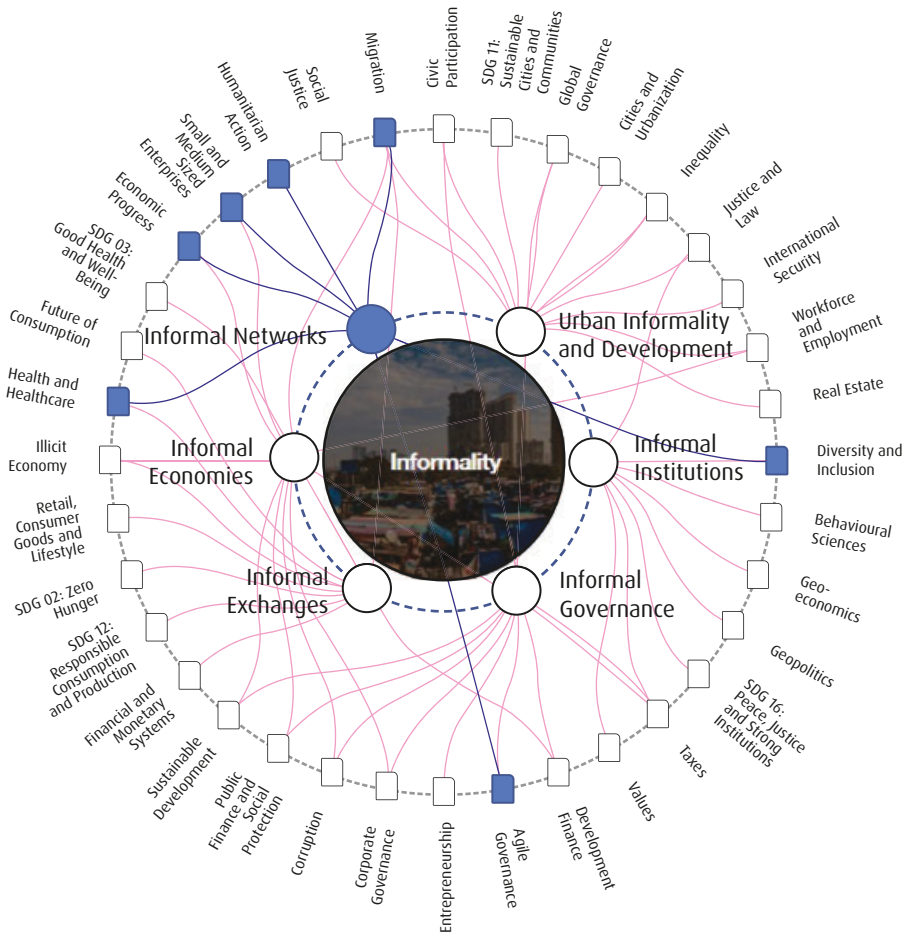 Civic
Participation
SDG 11:
Sustainable
Cities and
Communities
Global
Governance
Cities and
Urbanization
Inequality
Justice and
Law
International
Security
Workforce
and
Employment
Real Estate
Diversity and
Inclusion
Behavioural
Sciences
Geo-
economics
Geopolitics
SDG 16:
Peace, Justice
and Strong
Institutions
Taxes
Values
Development
Finance
Agile
Governance
Entrepreneurship
Corporate
Governance
Corruption
Public
Finance and
Social
Protection
Sustainable
Development
Financial and
Monetary
Systems
SDG 12:
Responsible
Consumption
and Production
SDG 02: Zero
Hunger
Retail,
Consumer
Goods and
Lifestyle
Illicit
Economy
Health and
Healthcare
Future of
Consumption
SDG 03:
Good Health
and Well-
Being
Economic
Progress
Small and
Medium
Sized
Enterprises
Humanitarian
Action
Social
Justice
Migration
Informal Networks
Urban Informality
and Development
Informal
Economies
Informality
Informal
Institutions
Informal
Exchanges
Informal
Governance